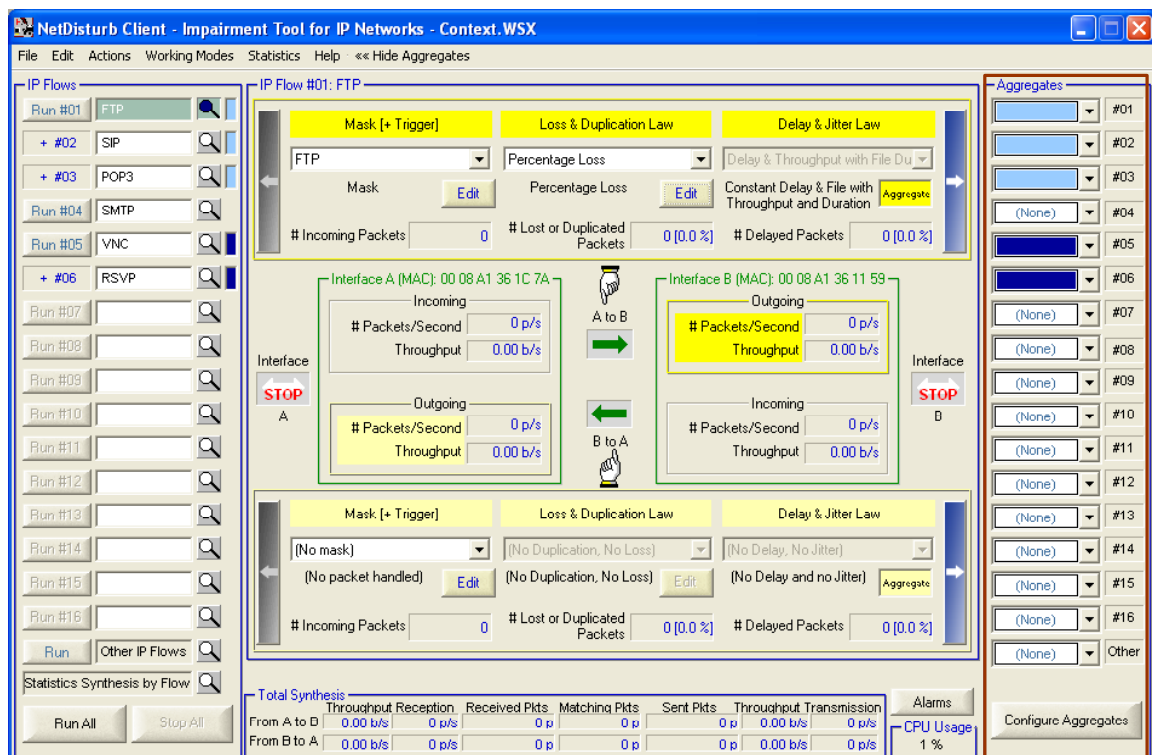 NetDisturb Client - Impairment Tool for IP Networks - Context.WSX
File Edit Actions Working Modes Statistics Help «« Hide Aggregates
IP Flows
Run #01 FTP
+ #02 SIP
+ #03 POP3
Run #04 SMTP
Run #05 VNC
+ #06 RSVP
Run #07
Run #08
Run #09
Run #10
Run #11
Run #12
Run #13
Run #14
Run #15
Run #16
Run Other IP Flows
Statistics Synthesis by Flow
Run All Stop All
IP Flow #01: FTP
Mask [+ Trigger] Loss & Duplication Law Delay & Jitter Law
FTP Percentage Loss Delay & Throughput with File Du
Mask Edit Percentage Loss Edit Constant Delay & File with Throughput and Duration Aggregate
# Incoming Packets 0 # Lost or Duplicated Packets 0 [0.0 %] # Delayed Packets 0 [0.0 %]
Interface A (MAC): 00 08 A1 36 1C 7A
Incoming
# Packets/Second 0 p/s
Throughput 0.00 b/s
Outgoing
# Packets/Second 0 p/s
Throughput 0.00 b/s
Interface
STOP
A
A to B
B to A
Interface B (MAC): 00 08 A1 36 11 59
Outgoing
# Packets/Second 0 p/s
Throughput 0.00 b/s
Incoming
# Packets/Second 0 p/s
Throughput 0.00 b/s
Interface
STOP
B
Mask [+ Trigger] Loss & Duplication Law Delay & Jitter Law
(No mask) (No Duplication, No Loss) (No Delay, No Jitter)
(No packet handled) Edit (No Duplication, No Loss) Edit (No Delay and no Jitter) Aggregate
# Incoming Packets 0 # Lost or Duplicated Packets 0 [0.0 %] # Delayed Packets 0 [0.0 %]
Total Synthesis
Throughput Reception Received Pkts Matching Pkts Sent Pkts Throughput Transmission
From A to B 0.00 b/s 0 p/s 0 p 0 p 0 p 0.00 b/s 0 p/s
From B to A 0.00 b/s 0 p/s 0 p 0 p 0 p 0.00 b/s 0 p/s
Alarms
CPU Usage
1 %
Aggregates
#01
#02
#03
(None) #04
#05
#06
(None) #07
(None) #08
(None) #09
(None) #10
(None) #11
(None) #12
(None) #13
(None) #14
(None) #15
(None) #16
(None) Other
Configure Aggregates